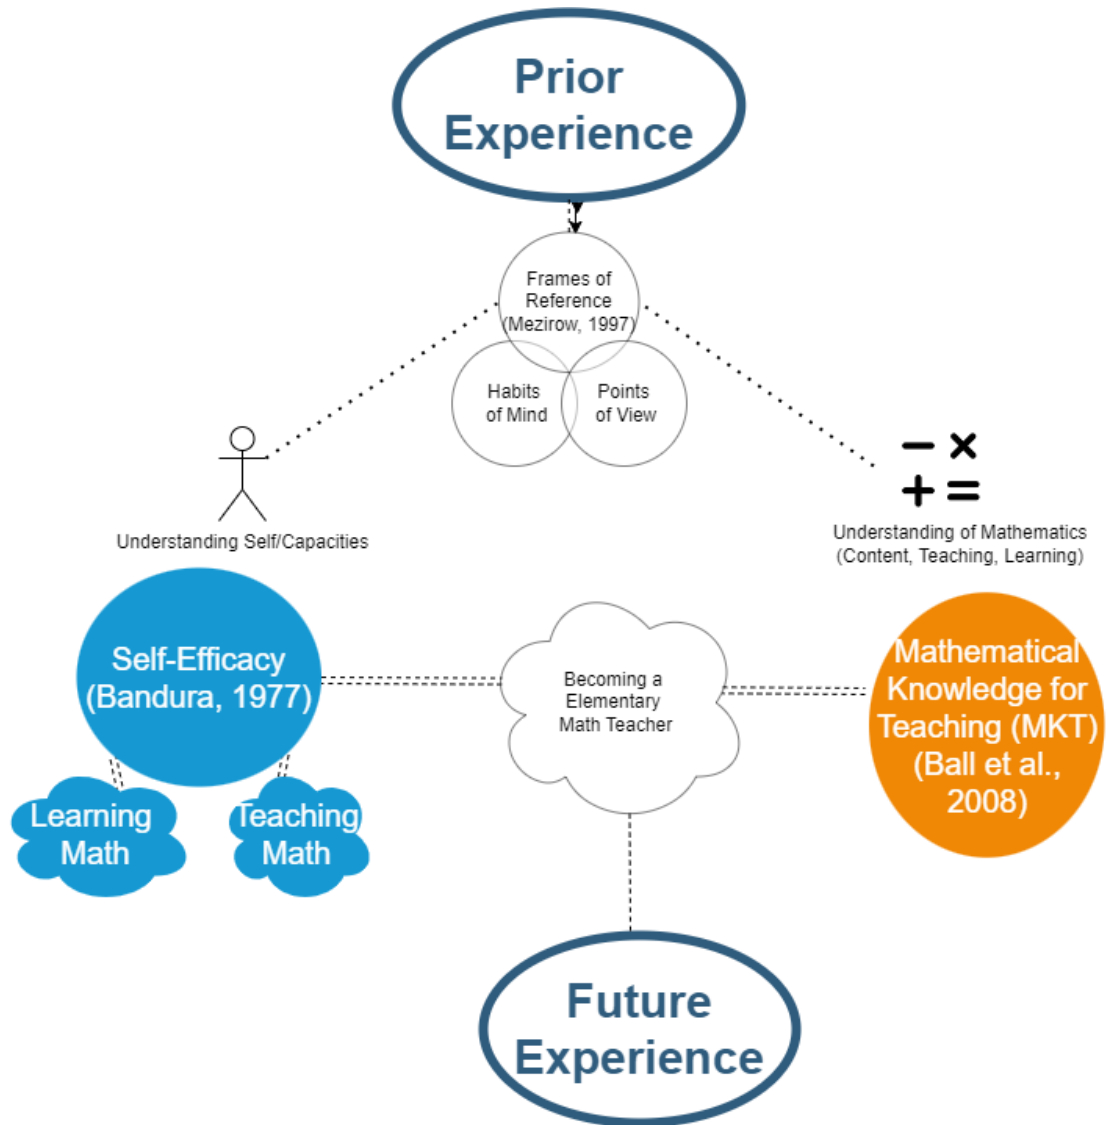 Prior
Experience
Frames of
Reference
(Mezirow, 1997)
Habits
of Mind
Points
of View
− ×
+ =
Understanding Self/Capacities
Understanding of Mathematics
(Content, Teaching, Learning)
Self-Efficacy
(Bandura, 1977)
Becoming a
Elementary
Math Teacher
Mathematical
Knowledge for
Teaching (MKT)
(Ball et al.,
2008)
Learning
Math
Teaching
Math
Future
Experience